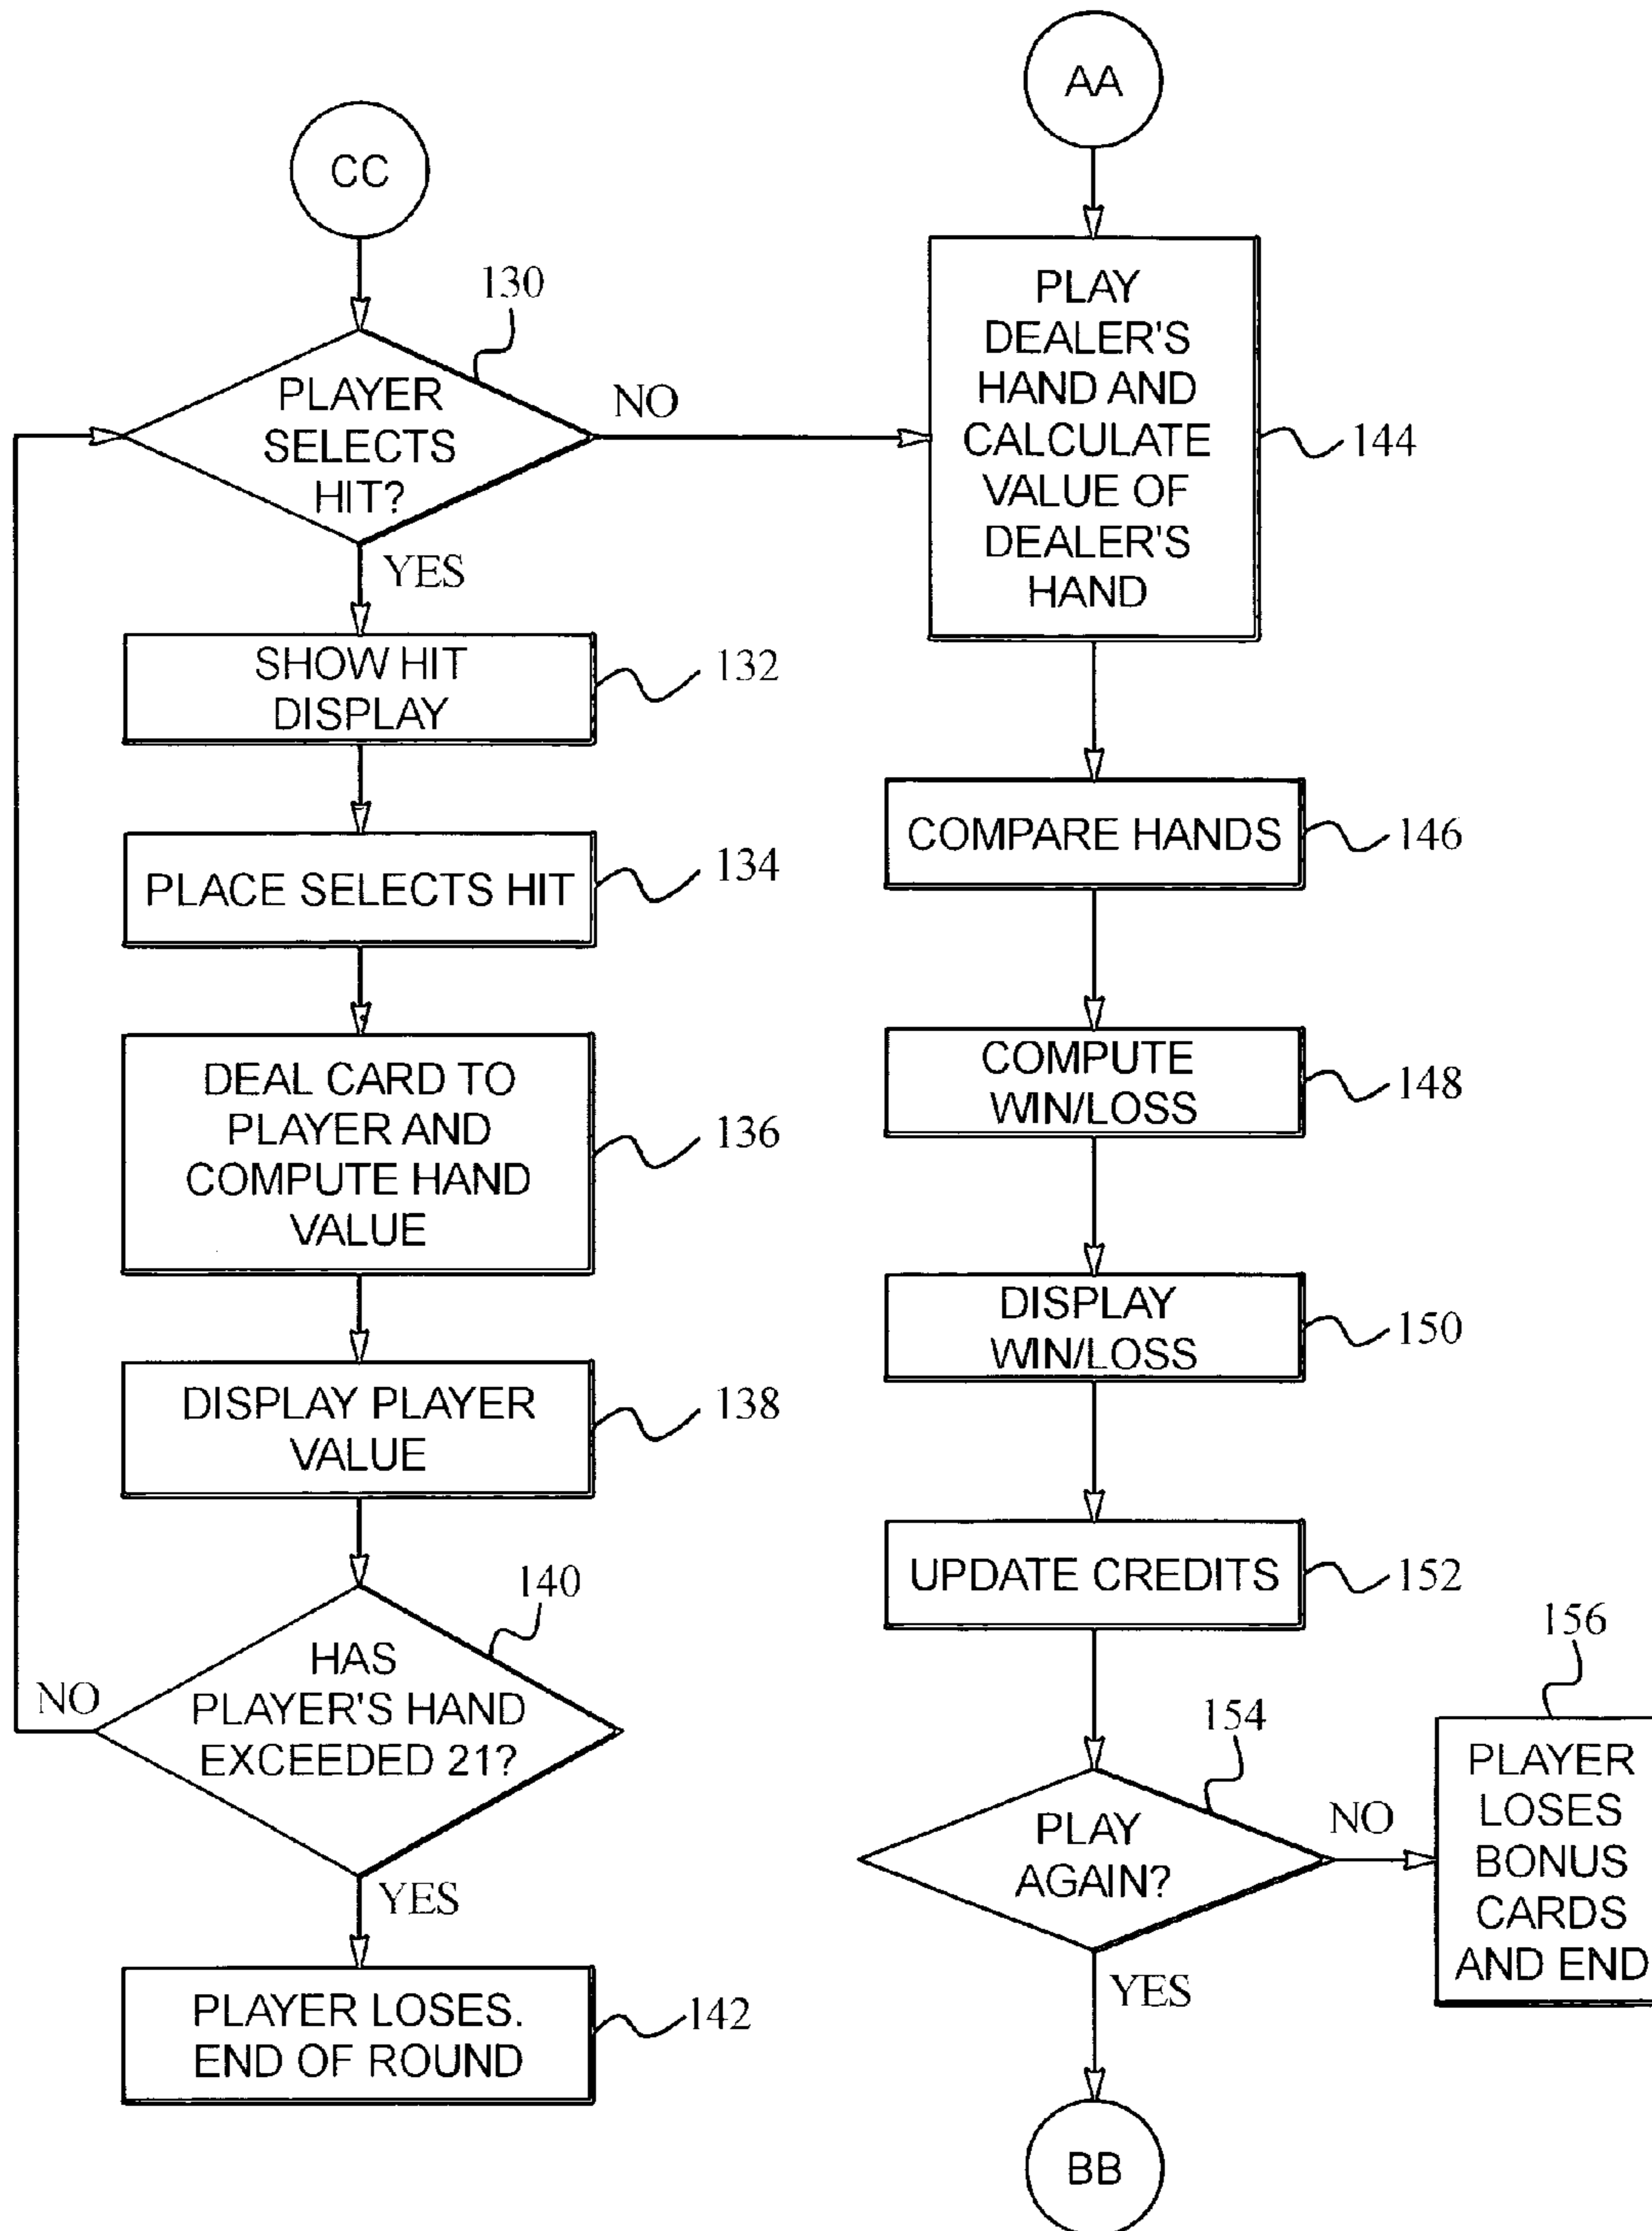 CC
130
PLAYER
SELECTS
HIT?
NO
YES
SHOW HIT
DISPLAY
132
PLACE SELECTS HIT
134
DEAL CARD TO
PLAYER AND
COMPUTE HAND
VALUE
136
DISPLAY PLAYER
VALUE
138
140
HAS
PLAYER'S HAND
EXCEEDED 21?
NO
YES
PLAYER LOSES.
END OF ROUND
142
AA
PLAY
DEALER'S
HAND AND
CALCULATE
VALUE OF
DEALER'S
HAND
144
COMPARE HANDS
146
COMPUTE
WIN/LOSS
148
DISPLAY
WIN/LOSS
150
UPDATE CREDITS
152
154
PLAY
AGAIN?
NO
156
PLAYER
LOSES
BONUS
CARDS
AND END
YES
BB